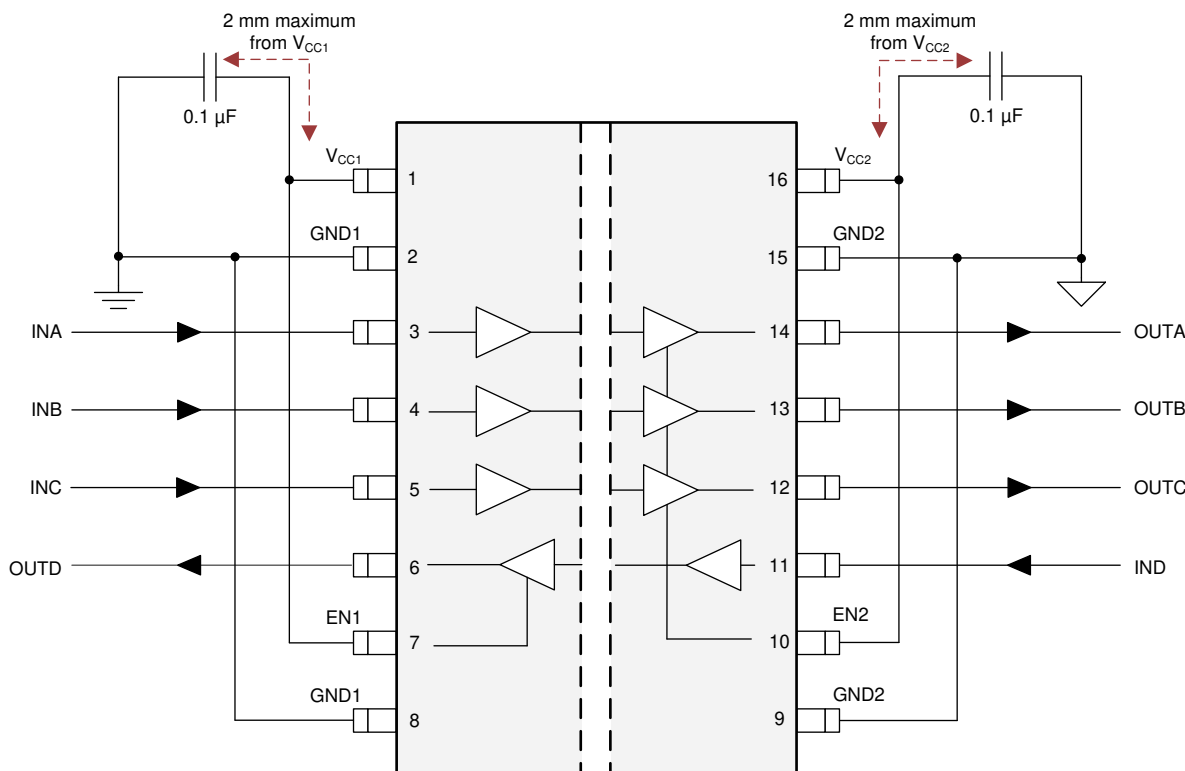 2 mm maximum
from VCC1
2 mm maximum
from VCC2
0.1 µF
0.1 µF
VCC1
1
16
VCC2
GND1
2
15
GND2
INA
3
14
OUTA
INB
4
13
OUTB
INC
5
12
OUTC
OUTD
6
11
IND
EN1
7
10
EN2
GND1
8
9
GND2